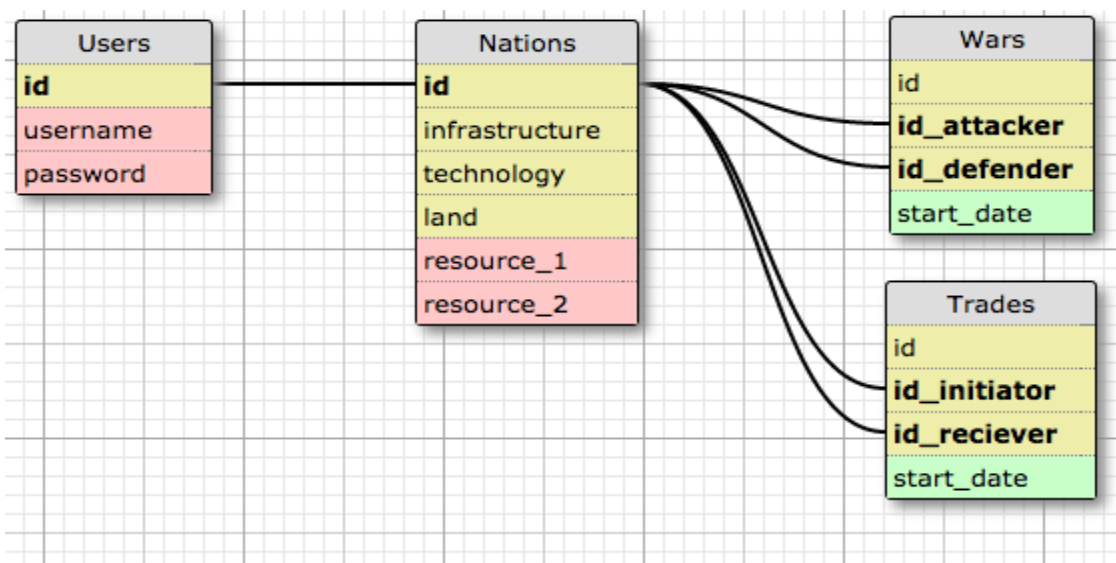 Users
id
username
password
Nations
id
infrastructure
technology
land
resource_1
resource_2
Wars
id
id_attacker
id_defender
start_date
Trades
id
id_initiator
id_reciever
start_date